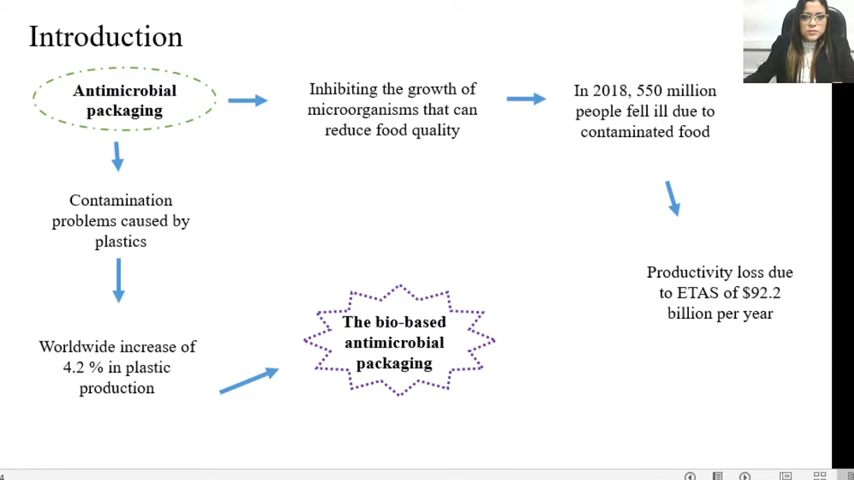 Introduction
Antimicrobial
packaging
Inhibiting the growth of
microorganisms that can
reduce food quality
In 2018, 550 million
people fell ill due to
contaminated food
Contamination
problems caused by
plastics
Productivity loss due
to ETAS of $92.2
billion per year
The bio-based
antimicrobial
packaging
Worldwide increase of
4.2 % in plastic
production
4